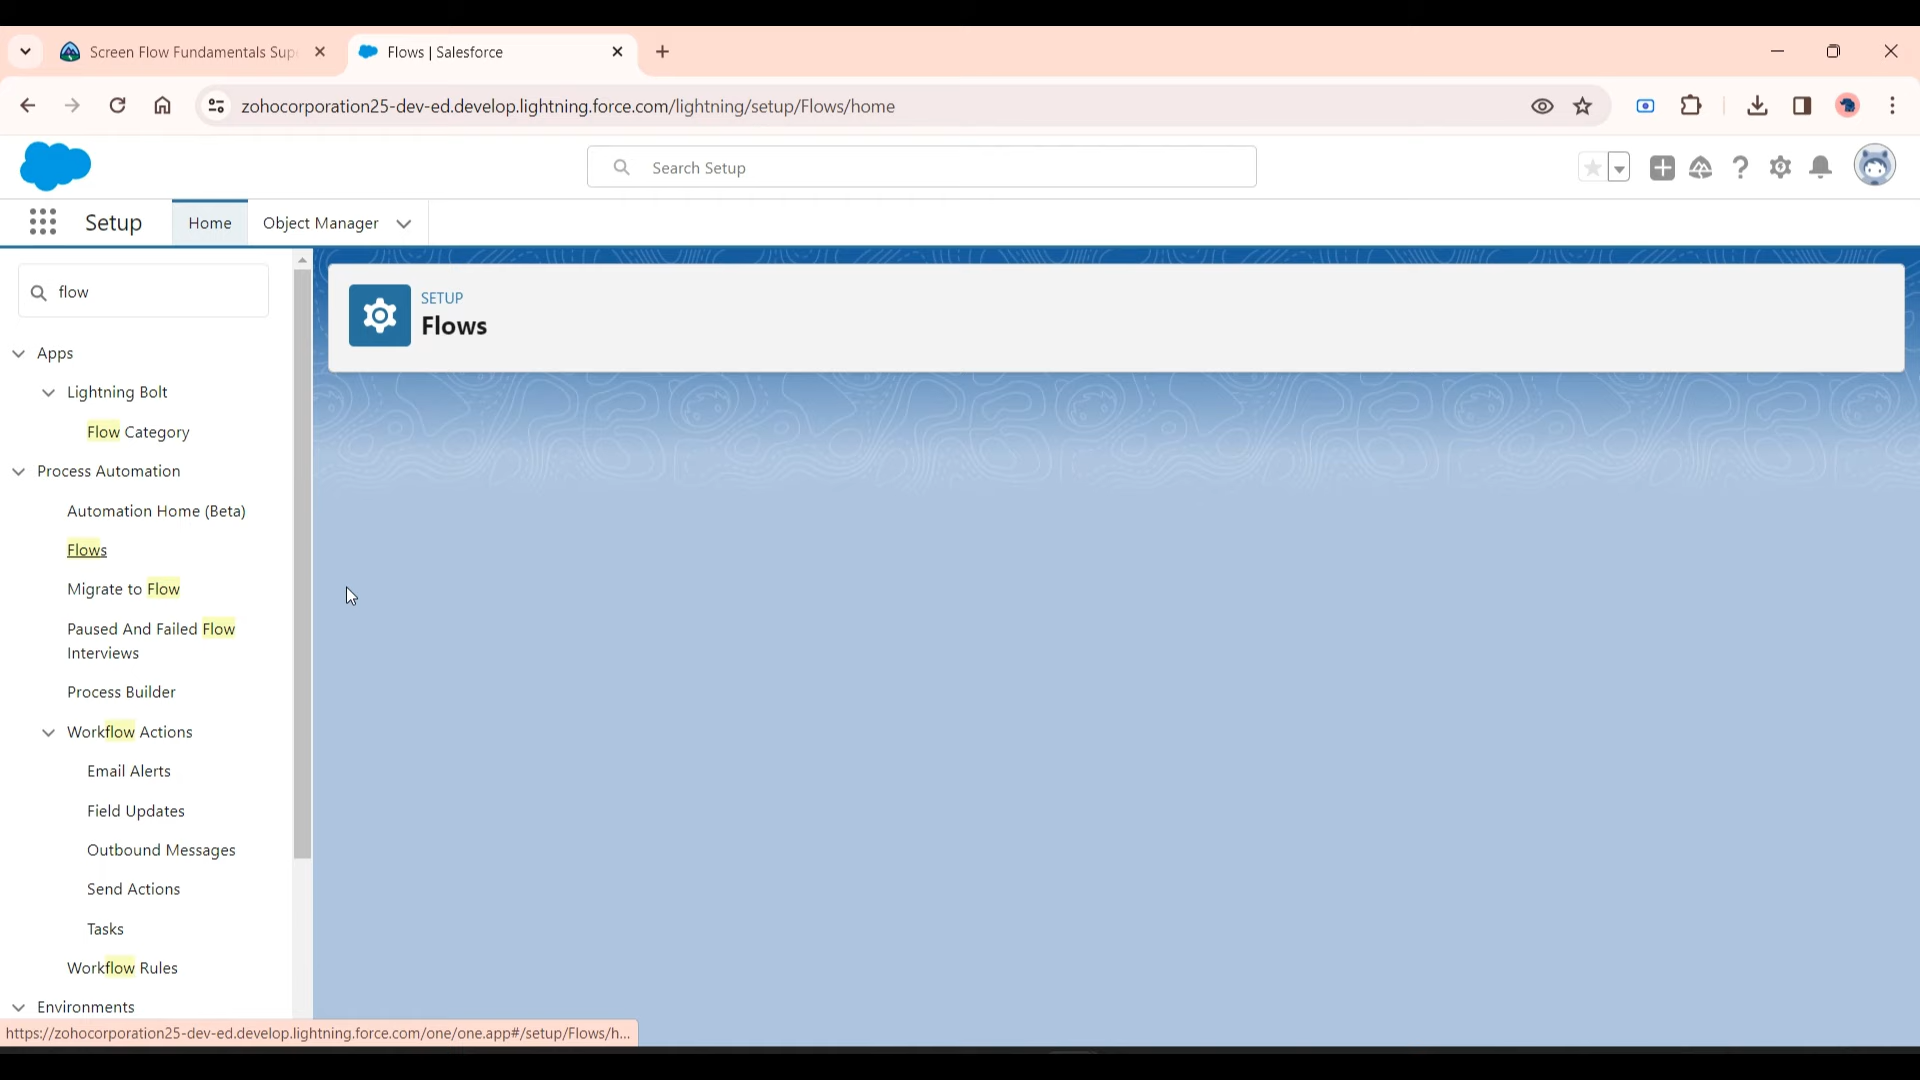 Screen Flow Fundamentals Sup
Flows | Salesforce
zohocorporation25-dev-ed.develop.lightning.force.com/lightning/setup/Flows/home
Search Setup
Setup
Home
Object Manager
flow
SETUP
Flows
Apps
Lightning Bolt
Flow Category
Process Automation
Automation Home (Beta)
Flows
Migrate to Flow
Paused And Failed Flow
Interviews
Process Builder
Workflow Actions
Email Alerts
Field Updates
Outbound Messages
Send Actions
Tasks
Workflow Rules
Environments
https://zohocorporation25-dev-ed.develop.lightning.force.com/one/one.app#/setup/Flows/h...